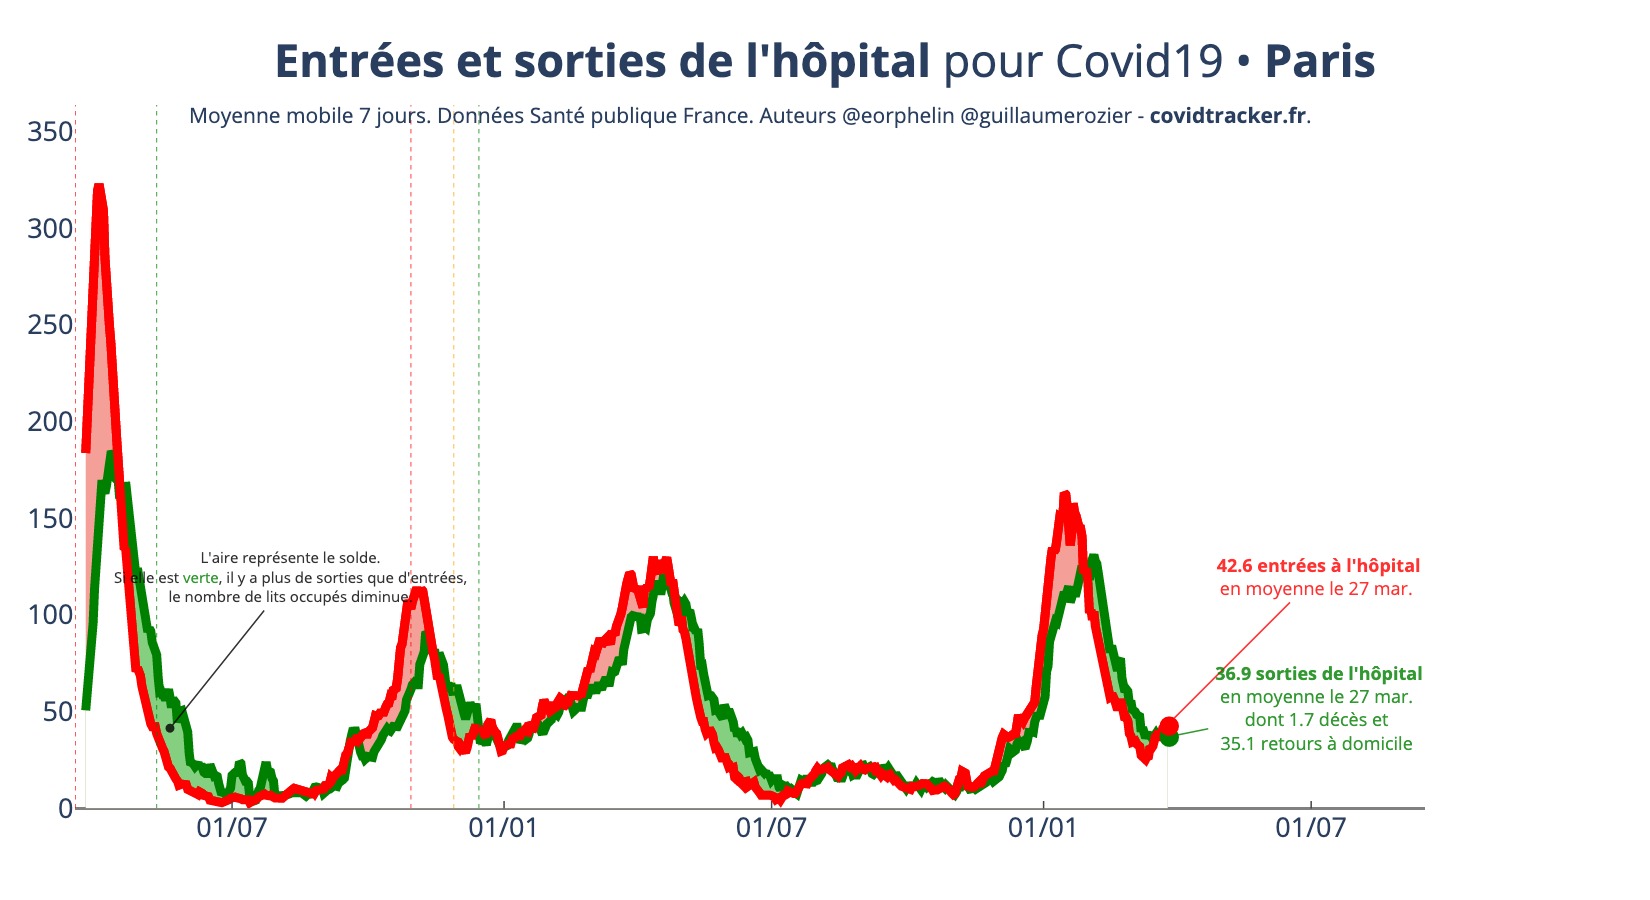 Entrées et sorties de l'hôpital pour Covid19 • Paris
Moyenne mobile 7 jours. Données Santé publique France. Auteurs @eorphelin @guillaumerozier - covidtracker.fr.
350
300
250
200
150
100
50
0
L'aire représente le solde.
Si elle est verte, il y a plus de sorties que d'entrées,
le nombre de lits occupés diminue.
42.6 entrées à l'hôpital
en moyenne le 27 mar.
36.9 sorties de l'hôpital
en moyenne le 27 mar.
dont 1.7 décès et
35.1 retours à domicile
01/07
01/01
01/07
01/01
01/07